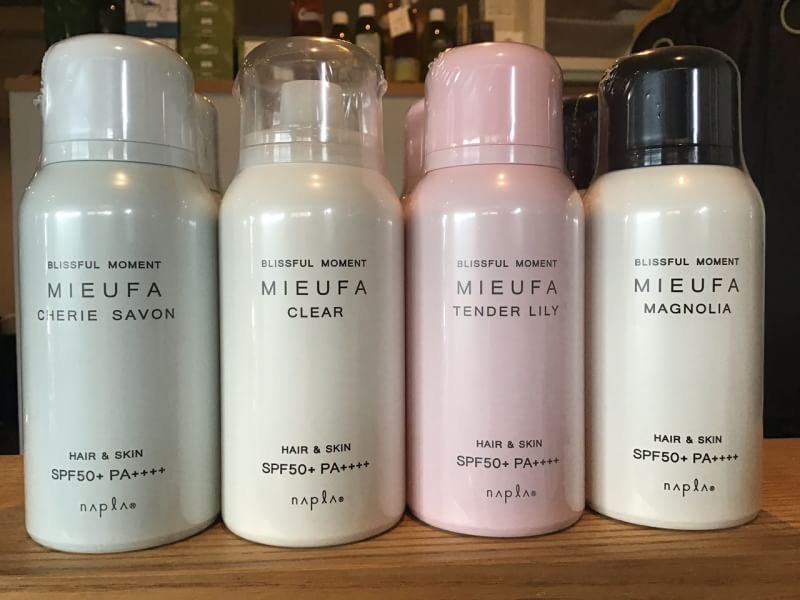 BLISSFUL MOMENT
MIEUFA
CHERIE SAVON
HAIR & SKIN
SPF50+ PA++++
napla®
BLISSFUL MOMENT
MIEUFA
CLEAR
HAIR & SKIN
SPF50+ PA++++
napla®
BLISSFUL MOMENT
MIEUFA
TENDER LILY
HAIR & SKIN
SPF50+ PA++++
napla®
BLISSFUL MOMENT
MIEUFA
MAGNOLIA
HAIR & SKIN
SPF50+ PA++++
napla®